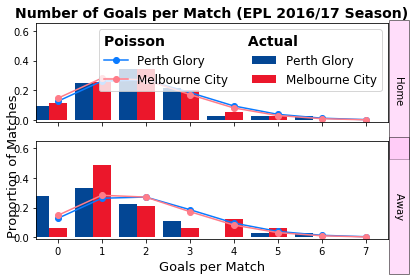 Number of Goals per Match (EPL 2016/17 Season)
Poisson Actual
Perth Glory Perth Glory
Melbourne City Melbourne City
0.6
0.4
0.2
0.0
Home
0.6
0.4
0.2
0.0
Away
Proportion of Matches
0 1 2 3 4 5 6 7
Goals per Match